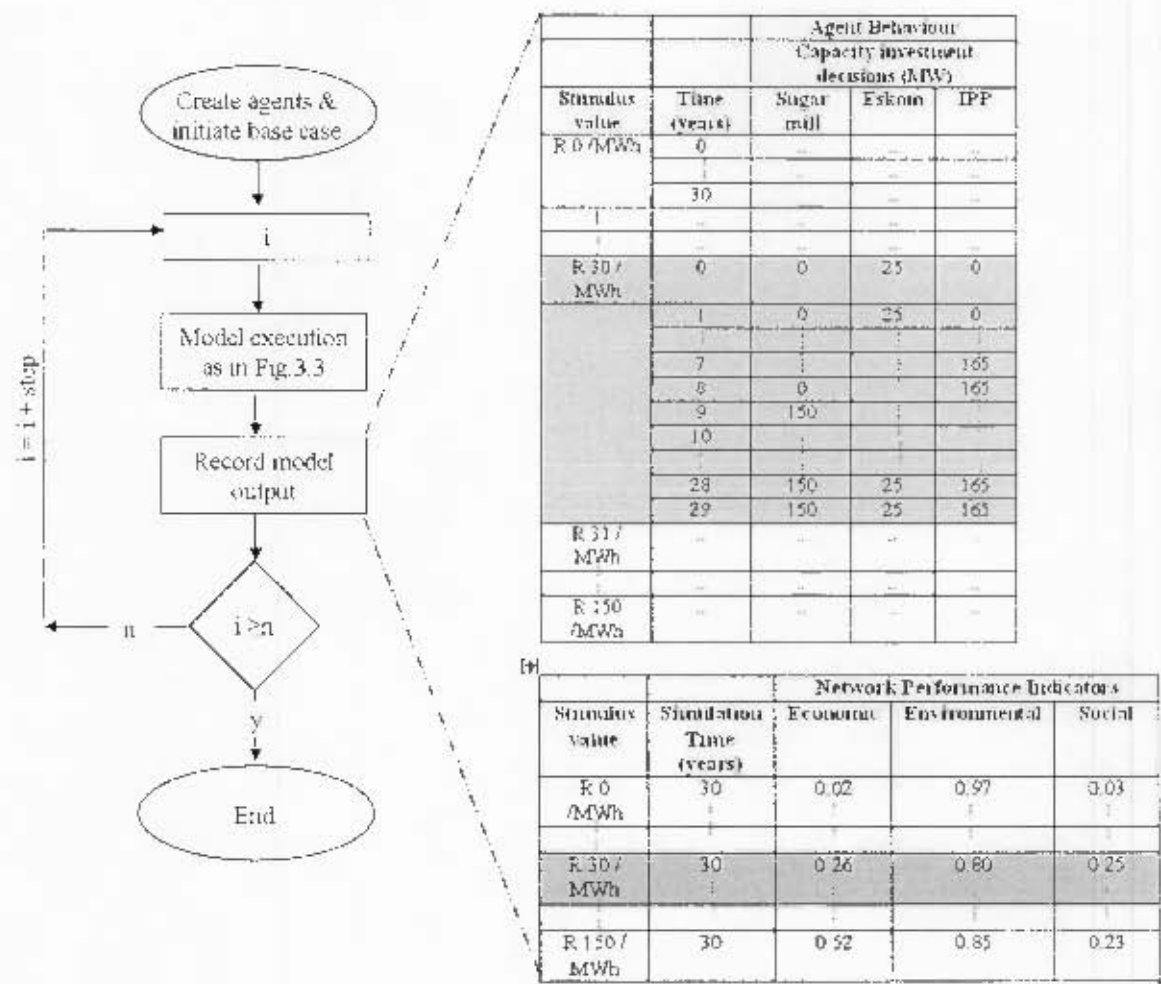 Create agents &
initiate base case
i
Model execution
as in Fig.3.3
Record model
output
i = i + step
i ≥n
n
y
End
Agent Behaviour
Capacity investment
decisions (MW)
Stimulus Time Sugar Eskom IPP
value (years) mill
R 0 /MWh 0
30
R 30 / 0 0 25 0
MWh
1 0 25 0
7 165
8 0 165
9 150
10
28 150 25 165
29 150 25 165
R 31 /
MWh
R 150
/MWh
Network Performance Indicators
Stimulus Simulation Economic Environmental Social
value Time
(years)
R 0 30 0.02 0.97 0.03
/MWh
R 30 / 30 0.26 0.80 0.25
MWh
R 150 / 30 0.52 0.85 0.23
MWh